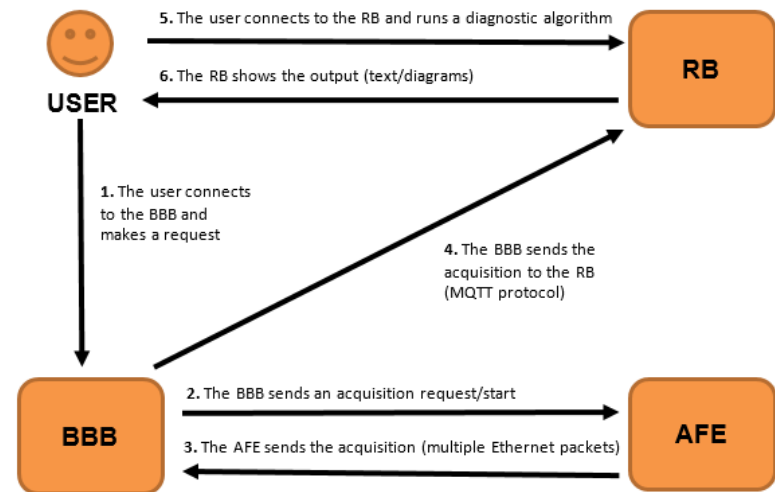 5. The user connects to the RB and runs a diagnostic algorithm
RB
6. The RB shows the output (text/diagrams)
USER
1. The user connects
to the BBB and
makes a request
4. The BBB sends the
acquisition to the RB
(MQTT protocol)
2. The BBB sends an acquisition request/start
BBB
AFE
3. The AFE sends the acquisition (multiple Ethernet packets)